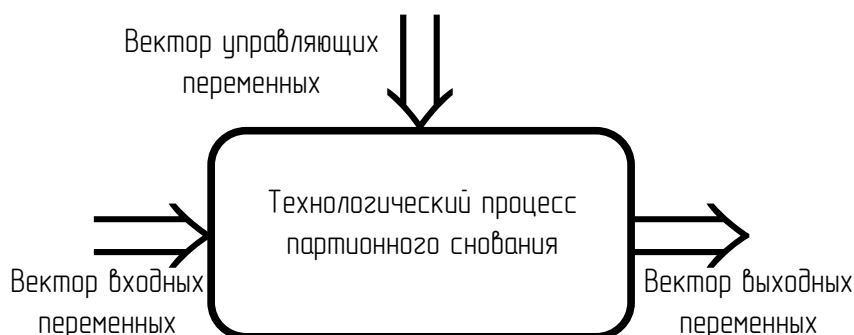 Вектор управляющих
переменных
Технологический процесс
партионного снования
Вектор входных
переменных
Вектор выходных
переменных